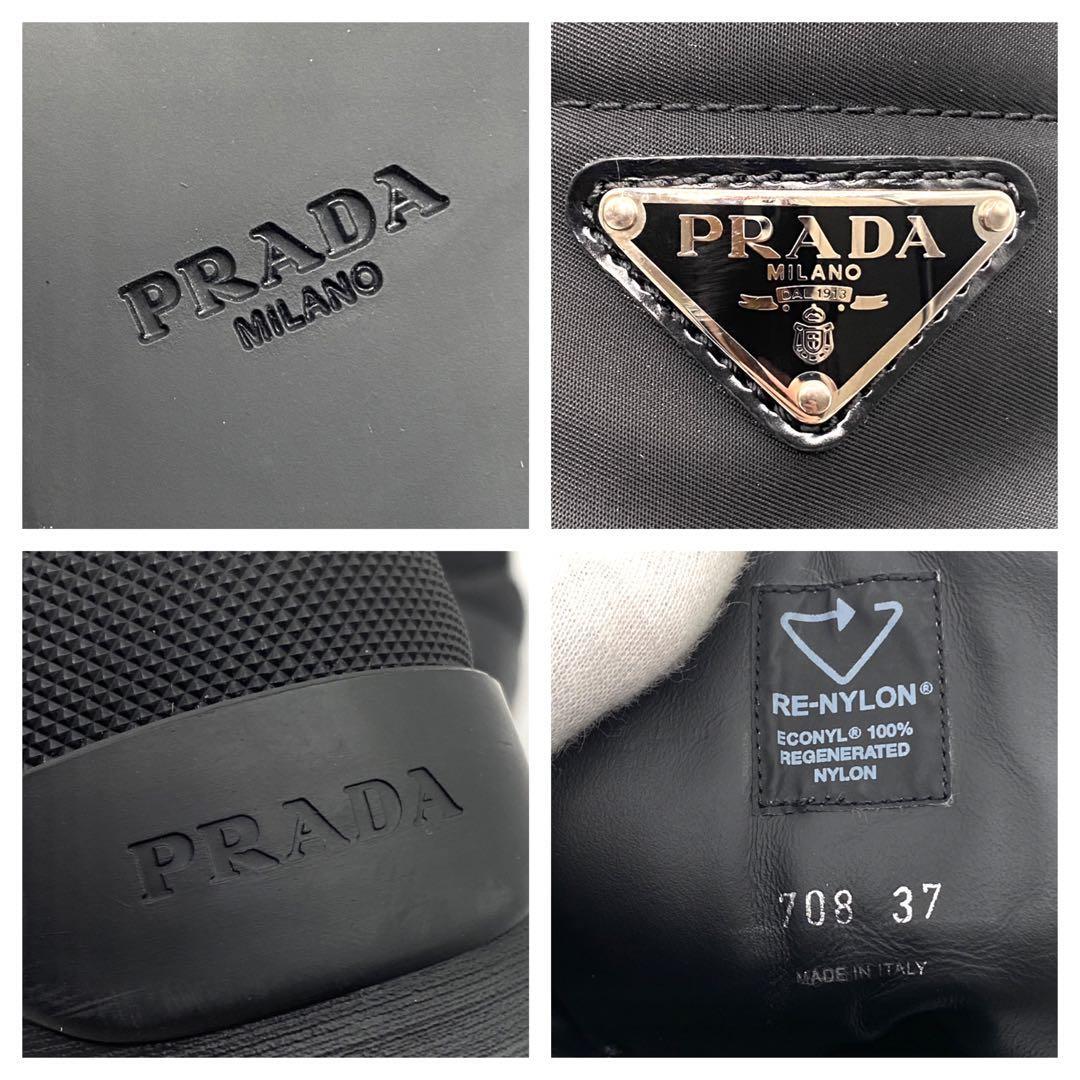 PRADA
MILANO
PRADA
MILANO
DAL 1913
PRADA
RE-NYLON®
ECONYL® 100%
REGENERATED
NYLON
708 37
MADE IN ITALY